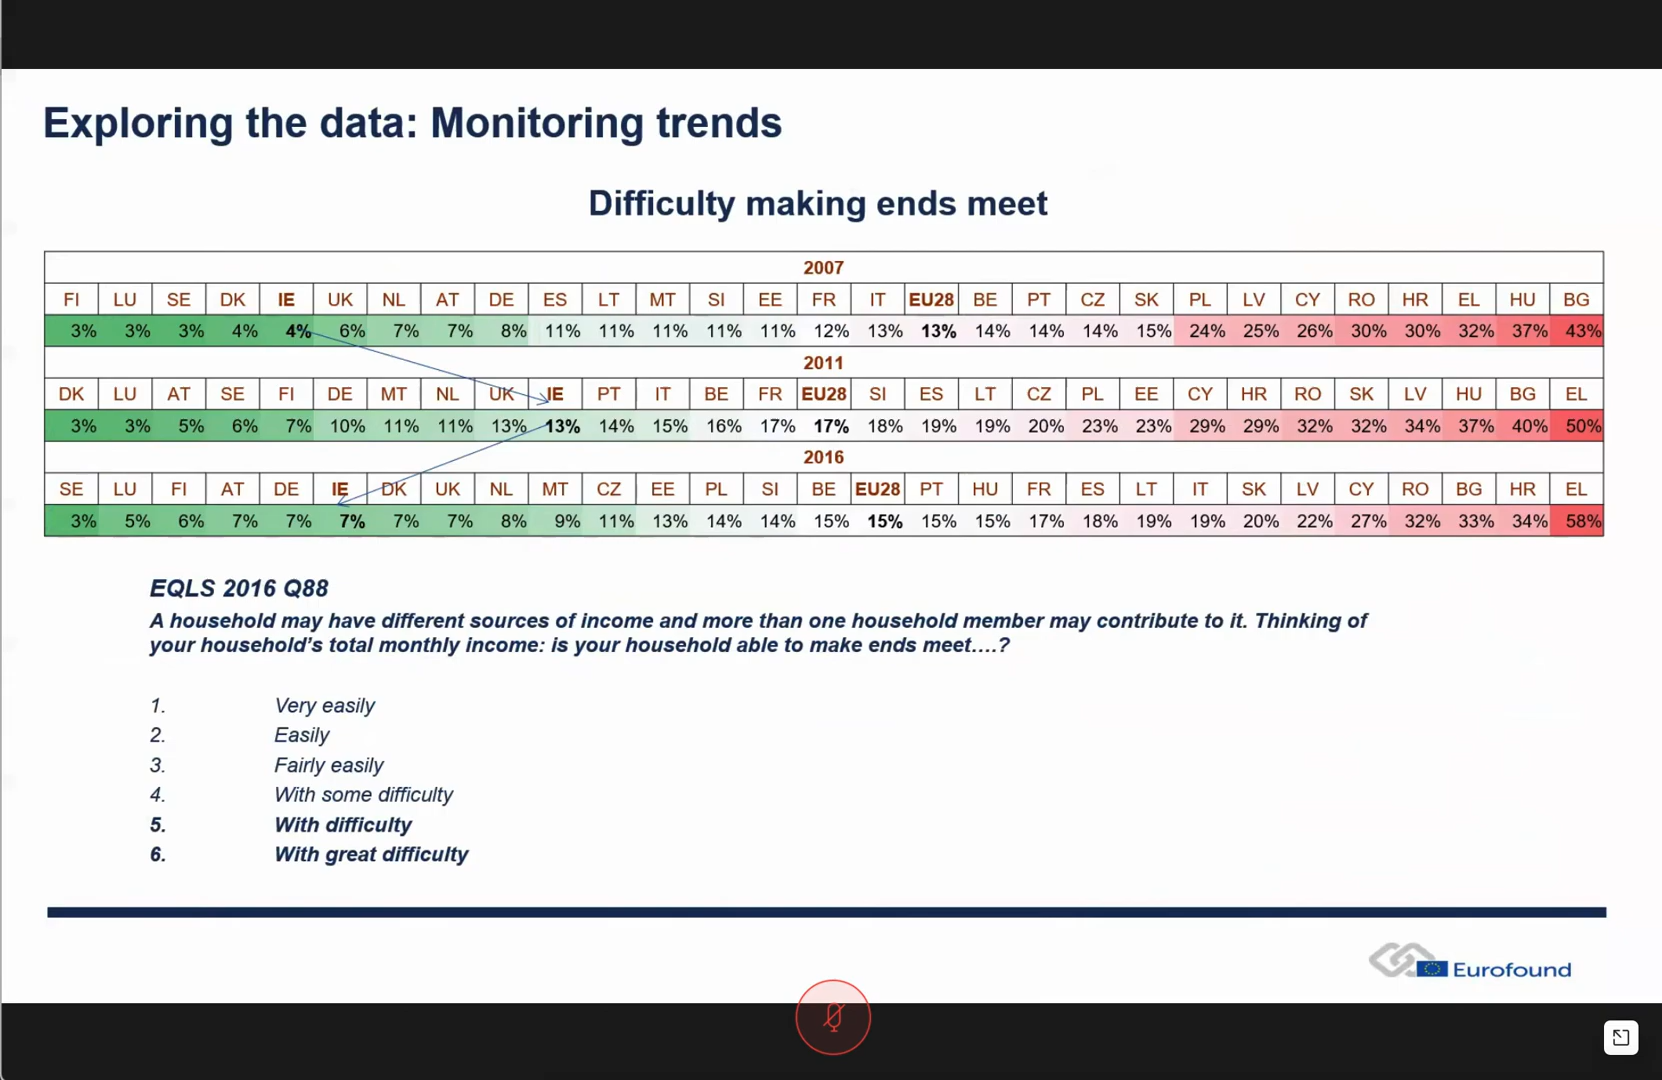 Exploring the data: Monitoring trends
Difficulty making ends meet
2007
FI LU SE DK IE UK NL AT DE ES LT MT SI EE FR IT EU28 BE PT CZ SK PL LV CY RO HR EL HU BG
3% 3% 3% 4% 4% 6% 7% 7% 8% 11% 11% 11% 11% 11% 12% 13% 13% 14% 14% 14% 15% 24% 25% 26% 30% 30% 32% 37% 43%
2011
DK LU AT SE FI DE MT NL UK IE PT IT BE FR EU28 SI ES LT CZ PL EE CY HR RO SK LV HU BG EL
3% 3% 5% 6% 7% 10% 11% 11% 13% 13% 14% 15% 16% 17% 17% 18% 19% 19% 20% 23% 23% 29% 29% 32% 32% 34% 37% 40% 50%
2016
SE LU FI AT DE IE DK UK NL MT CZ EE PL SI BE EU28 PT HU FR ES LT IT SK LV CY RO BG HR EL
3% 5% 6% 7% 7% 7% 7% 7% 8% 9% 11% 13% 14% 14% 15% 15% 15% 15% 17% 18% 19% 19% 20% 22% 27% 32% 33% 34% 58%
EQLS 2016 Q88
A household may have different sources of income and more than one household member may contribute to it. Thinking of
your household's total monthly income: is your household able to make ends meet....?
1. Very easily
2. Easily
3. Fairly easily
4. With some difficulty
5. With difficulty
6. With great difficulty
Eurofound